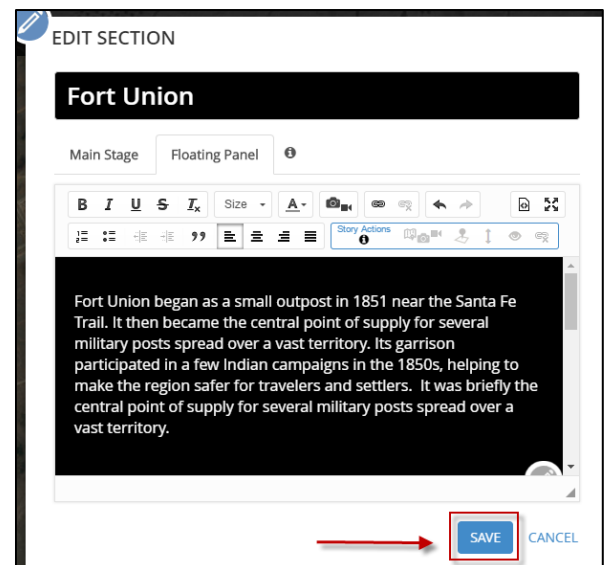 EDIT SECTION
Fort Union
Main Stage Floating Panel
B I U S Ix Size A
Story Actions
Fort Union began as a small outpost in 1851 near the Santa Fe
Trail. It then became the central point of supply for several
military posts spread over a vast territory. Its garrison
participated in a few Indian campaigns in the 1850s, helping to
make the region safer for travelers and settlers. It was briefly the
central point of supply for several military posts spread over a
vast territory.
SAVE CANCEL